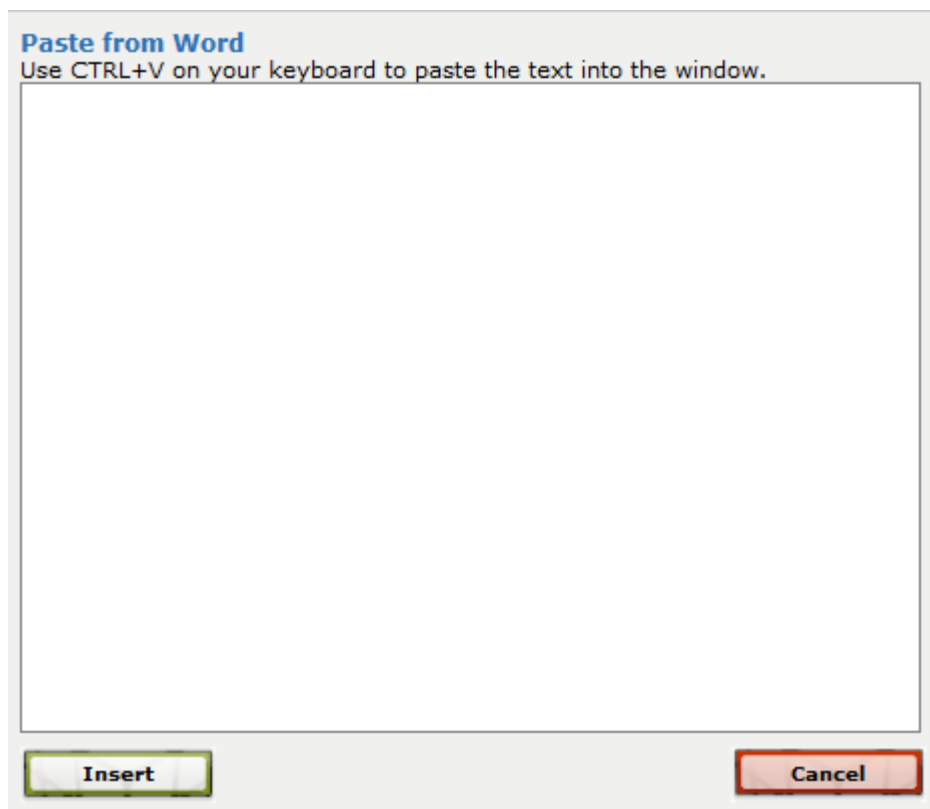 Paste from Word
Use CTRL+V on your keyboard to paste the text into the window.
Insert
Cancel